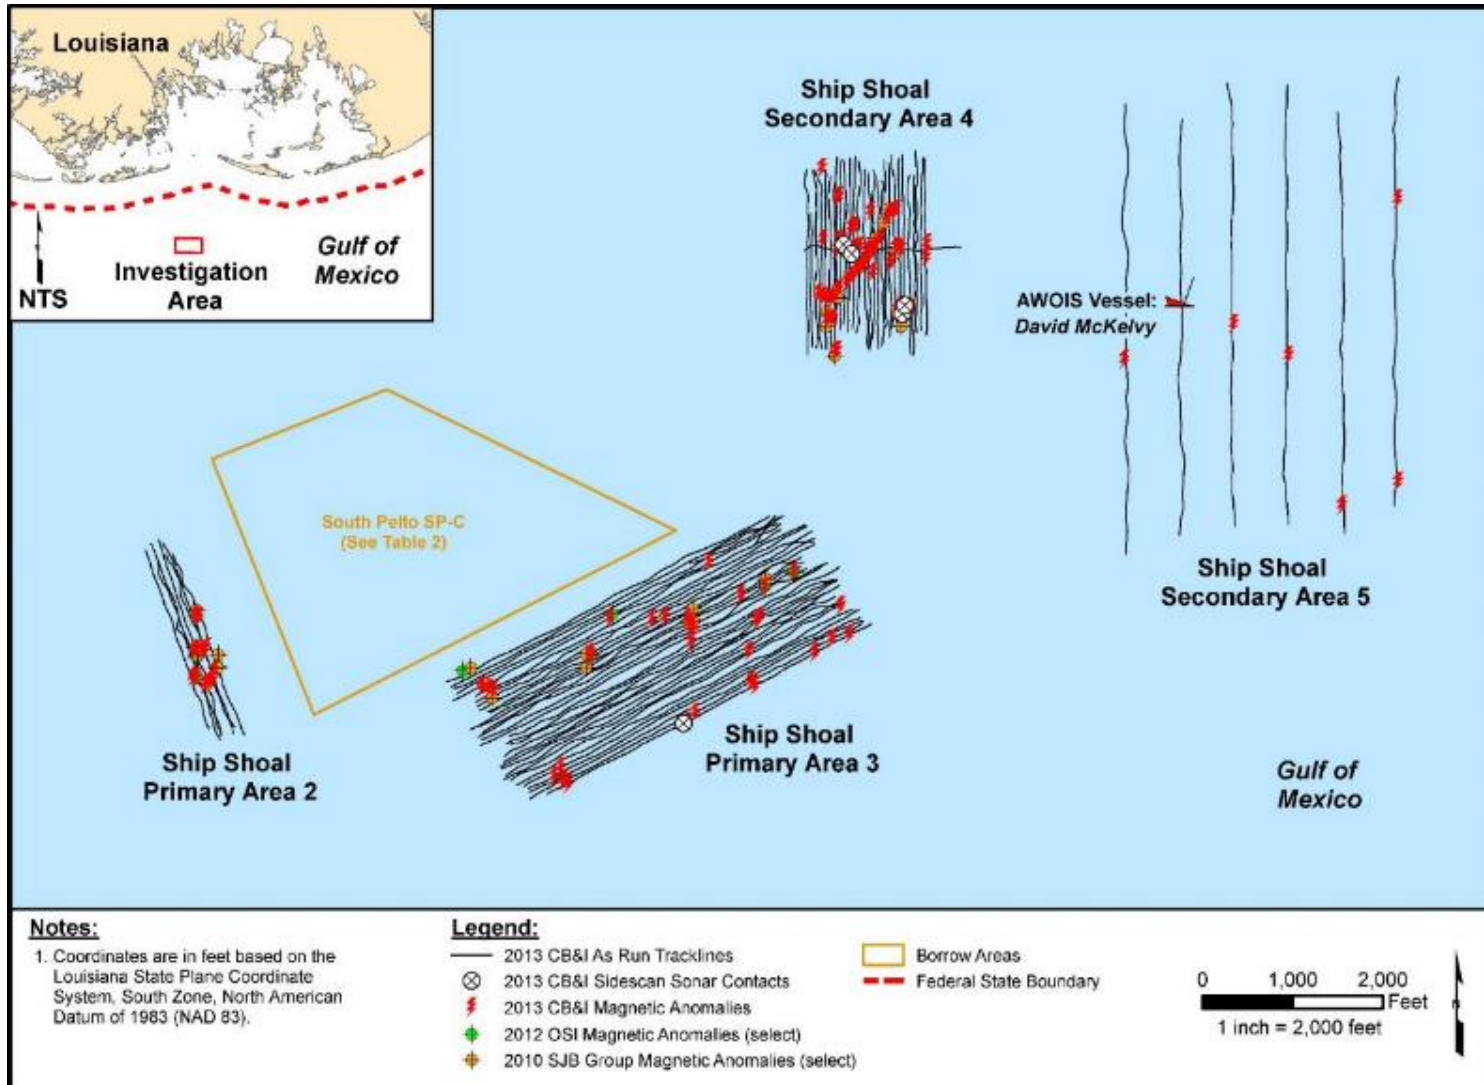 Louisiana
Gulf of
Mexico
Investigation
Area
NTS
Ship Shoal
Secondary Area 4
AWOIS Vessel:
David McKelvy
South Pelto SP-C
(See Table 2)
Ship Shoal
Secondary Area 5
Ship Shoal
Primary Area 2
Ship Shoal
Primary Area 3
Gulf of
Mexico
Notes:
1. Coordinates are in feet based on the
Louisiana State Plane Coordinate
System, South Zone, North American
Datum of 1983 (NAD 83).
Legend:
2013 CB&I As Run Tracklines
2013 CB&I Sidescan Sonar Contacts
2013 CB&I Magnetic Anomalies
2012 OSI Magnetic Anomalies (select)
2010 SJB Group Magnetic Anomalies (select)
Borrow Areas
Federal State Boundary
0 1,000 2,000
Feet
1 inch = 2,000 feet